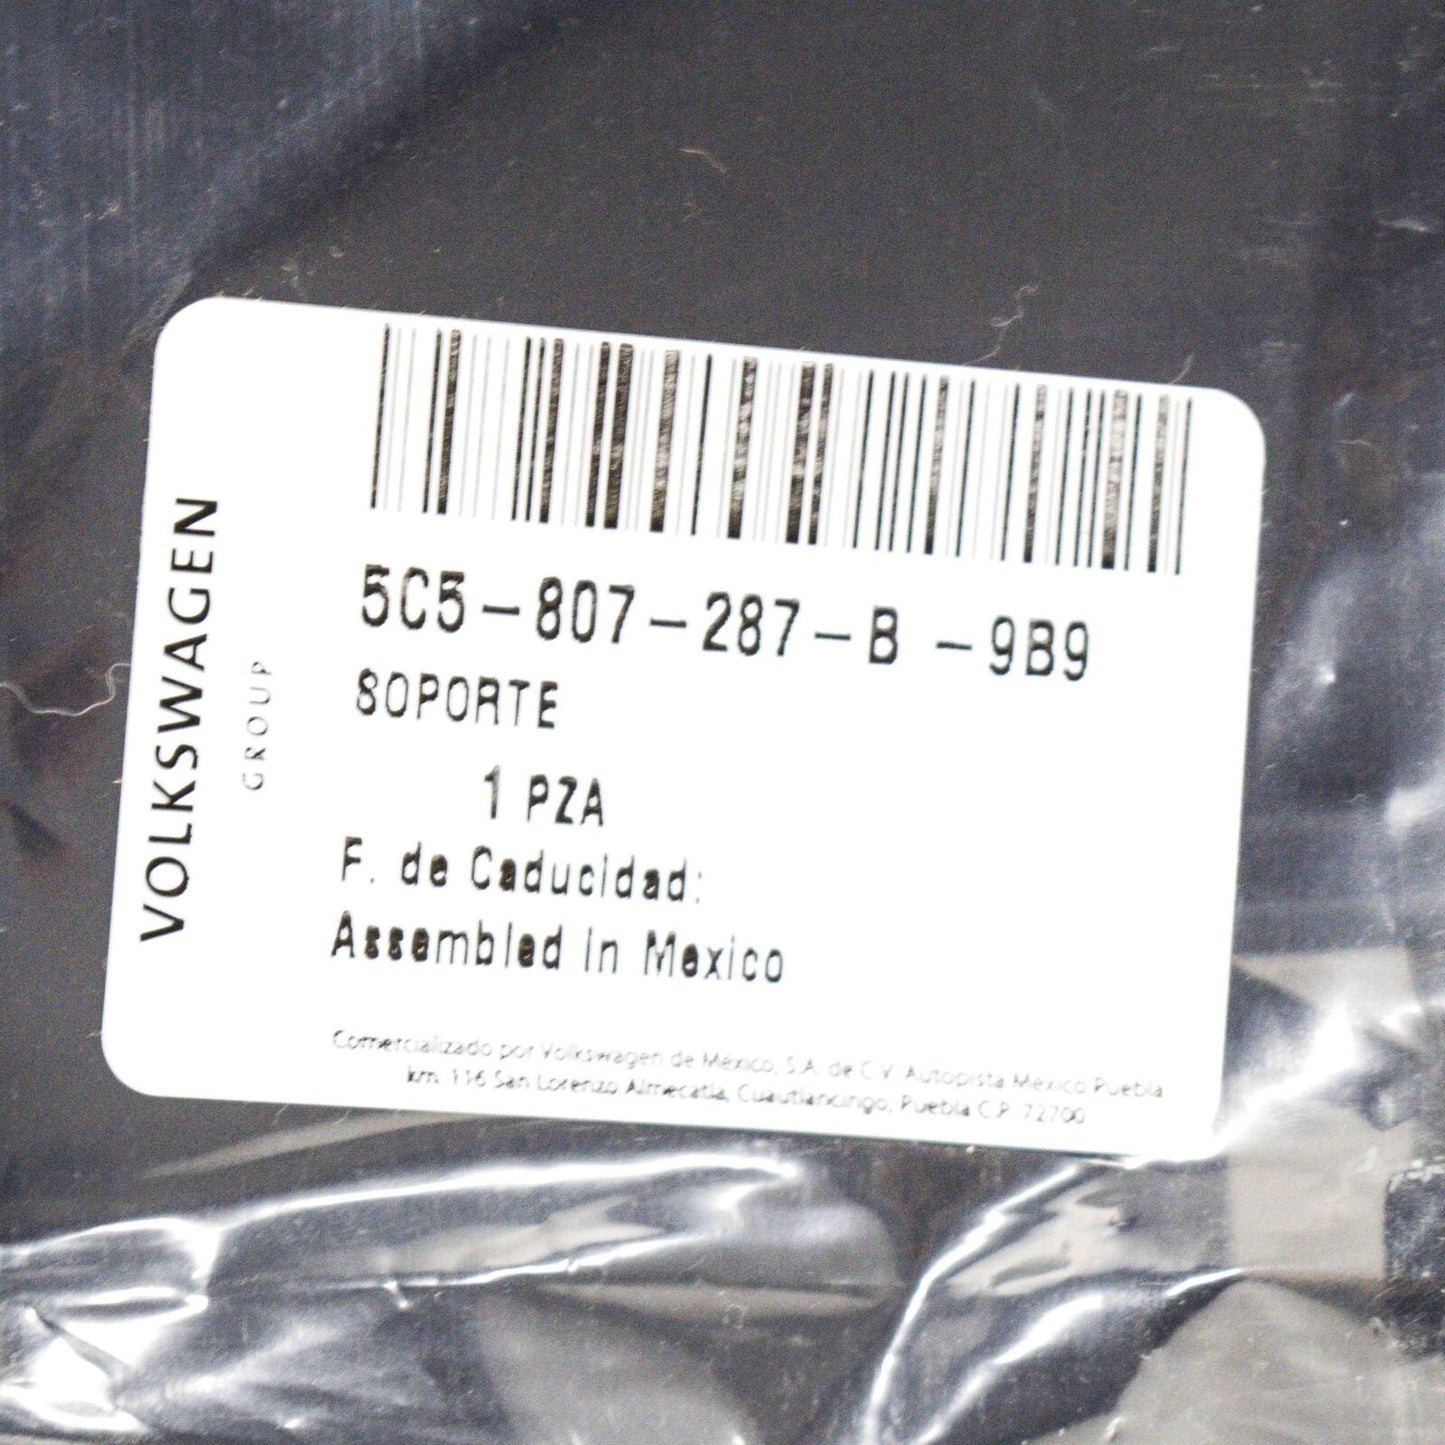 VOLKSWAGEN
GROUP
5C5-807-287-B -9B9
SOPORTE
1 PZA
F. de Caducidad:
Assembled in Mexico
Comercializado por Volkswagen de México, S.A. de C.V. Autopista México Puebla
km. 116 San Lorenzo Almecatla, Cuautlancingo, Puebla C.P. 72700